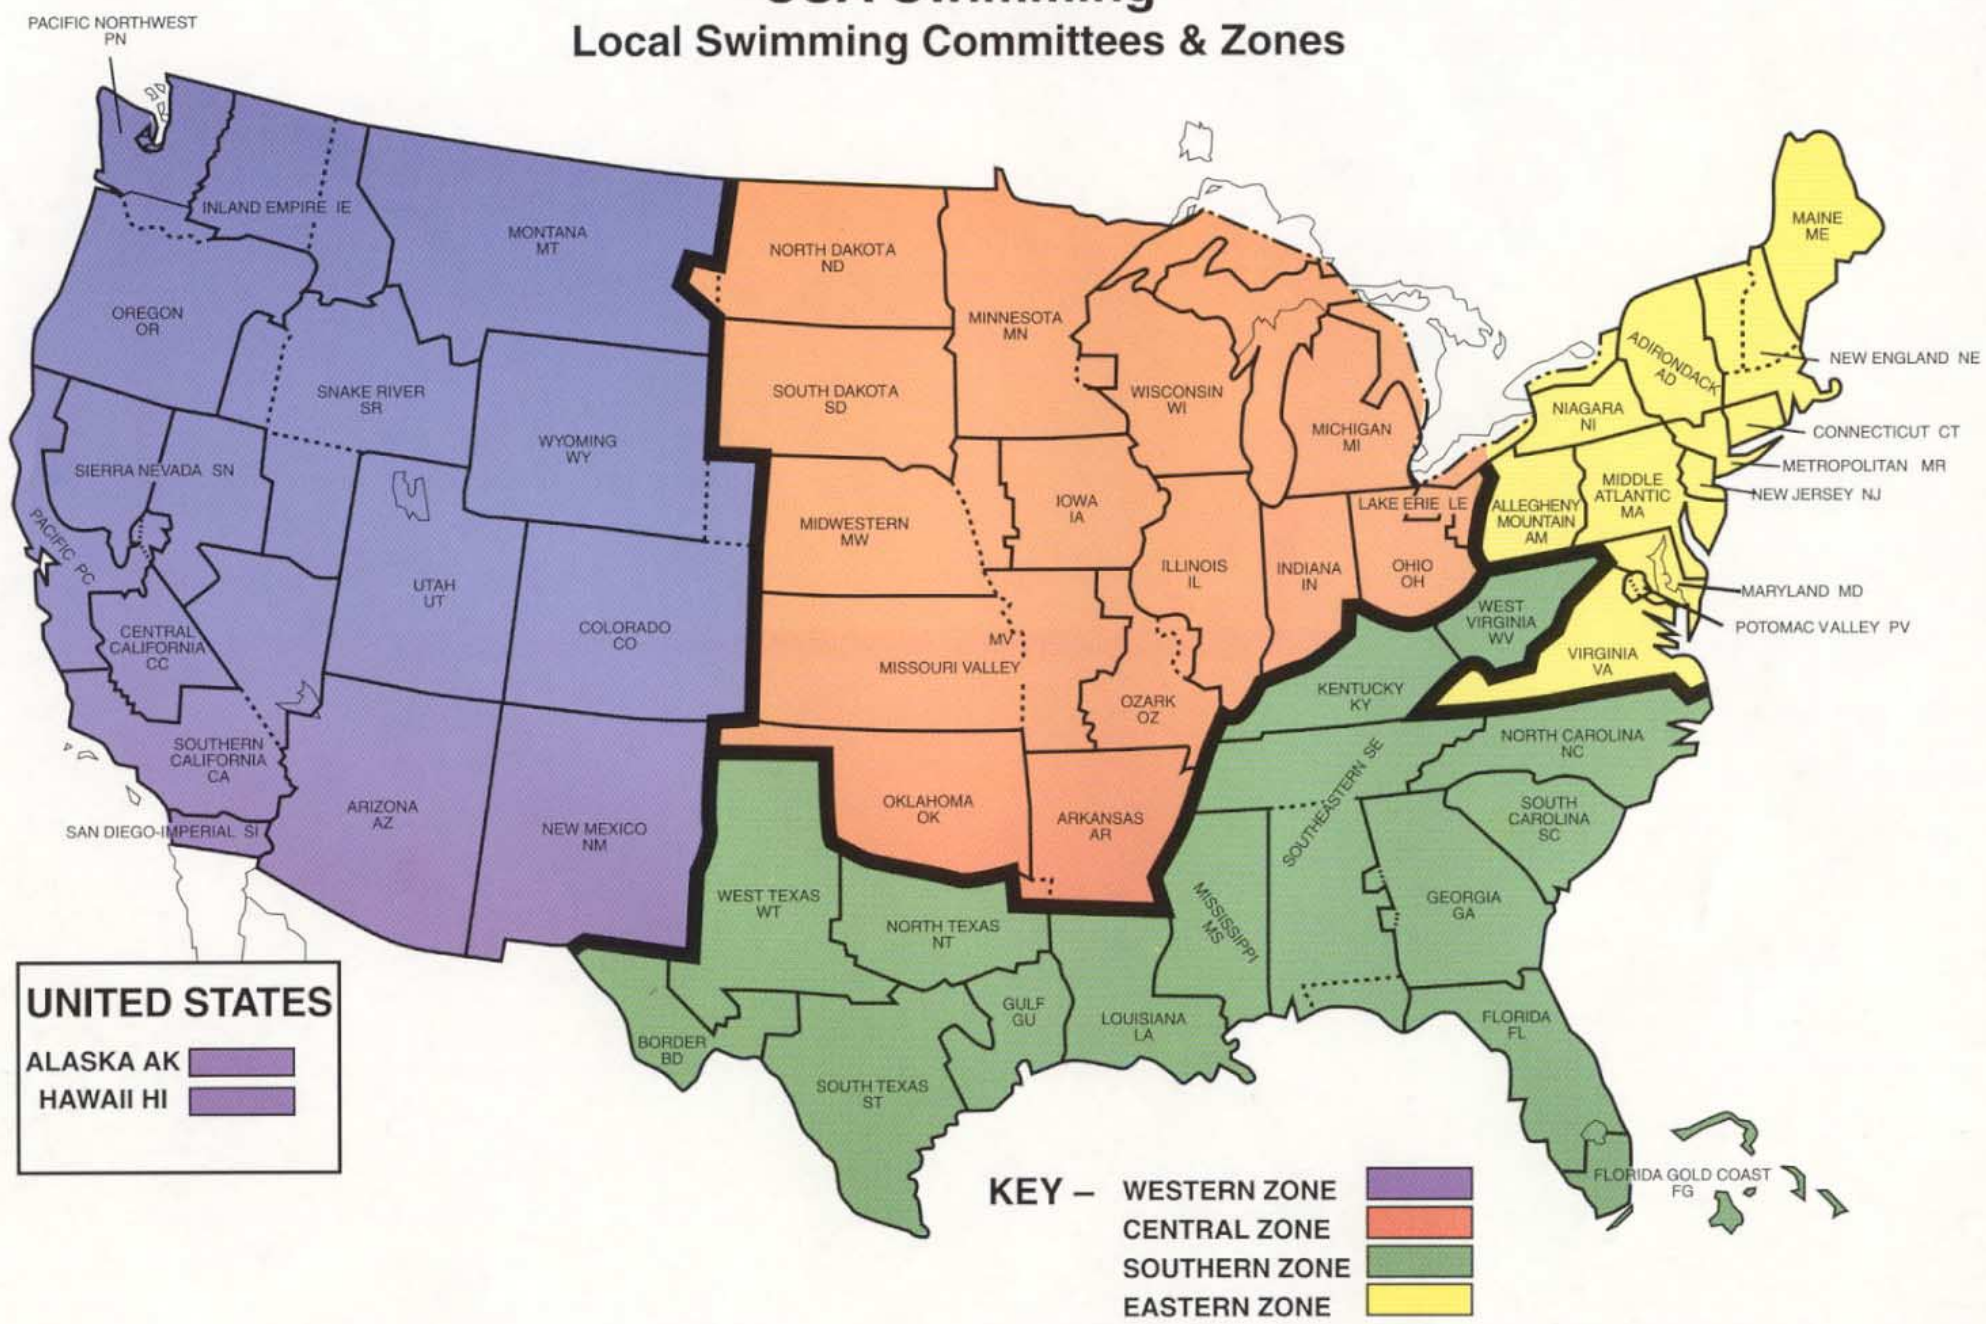 USA Swimming
Local Swimming Committees & Zones
PACIFIC NORTHWEST
PN
INLAND EMPIRE IE
MONTANA
MT
OREGON
OR
SNAKE RIVER
SR
WYOMING
WY
SIERRA NEVADA SN
PACIFIC PC
CENTRAL
CALIFORNIA
CC
UTAH
UT
COLORADO
CO
SOUTHERN
CALIFORNIA
CA
SAN DIEGO-IMPERIAL SI
ARIZONA
AZ
NEW MEXICO
NM
NORTH DAKOTA
ND
SOUTH DAKOTA
SD
MINNESOTA
MN
WISCONSIN
WI
MICHIGAN
MI
MIDWESTERN
MW
IOWA
IA
ILLINOIS
IL
INDIANA
IN
LAKE ERIE LE
OHIO
OH
MV
MISSOURI VALLEY
OZARK
OZ
OKLAHOMA
OK
ARKANSAS
AR
MAINE
ME
ADIRONDACK
AD
NEW ENGLAND NE
NIAGARA
NI
CONNECTICUT CT
METROPOLITAN MR
NEW JERSEY NJ
ALLEGHENY
MOUNTAIN
AM
MIDDLE
ATLANTIC
MA
MARYLAND MD
POTOMAC VALLEY PV
VIRGINIA
VA
WEST
VIRGINIA
WV
KENTUCKY
KY
NORTH CAROLINA
NC
SOUTHEASTERN SE
SOUTH
CAROLINA
SC
GEORGIA
GA
MISSISSIPPI
MS
WEST TEXAS
WT
NORTH TEXAS
NT
GULF
GU
LOUISIANA
LA
BORDER
BD
SOUTH TEXAS
ST
FLORIDA
FL
FLORIDA GOLD COAST
FG
UNITED STATES
ALASKA AK
HAWAII HI
KEY –
WESTERN ZONE
CENTRAL ZONE
SOUTHERN ZONE
EASTERN ZONE